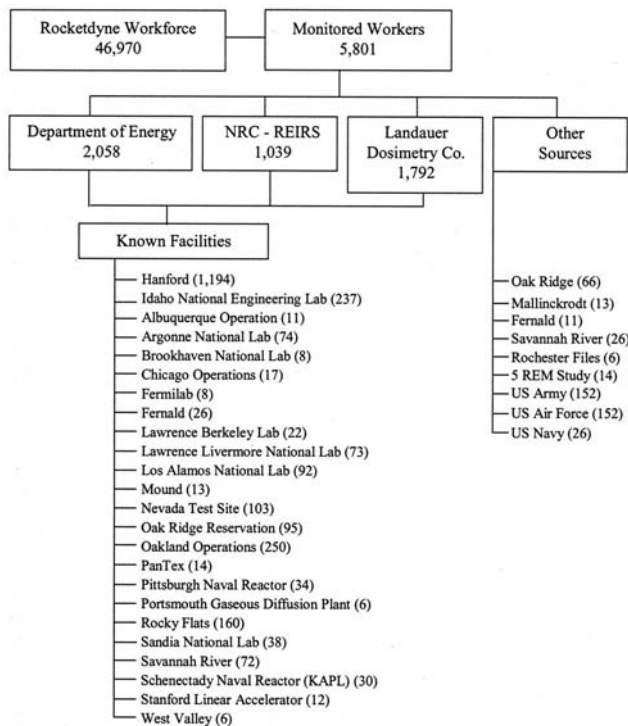 Rocketdyne Workforce
46,970
Monitored Workers
5,801
Department of Energy
2,058
NRC - REIRS
1,039
Landauer
Dosimetry Co.
1,792
Other
Sources
Known Facilities
Hanford (1,194)
Idaho National Engineering Lab (237)
Albuquerque Operation (11)
Argonne National Lab (74)
Brookhaven National Lab (8)
Chicago Operations (17)
Fermilab (8)
Fernald (26)
Lawrence Berkeley Lab (22)
Lawrence Livermore National Lab (73)
Los Alamos National Lab (92)
Mound (13)
Nevada Test Site (103)
Oak Ridge Reservation (95)
Oakland Operations (250)
PanTex (14)
Pittsburgh Naval Reactor (34)
Portsmouth Gaseous Diffusion Plant (6)
Rocky Flats (160)
Sandia National Lab (38)
Savannah River (72)
Schenectady Naval Reactor (KAPL) (30)
Stanford Linear Accelerator (12)
West Valley (6)
Oak Ridge (66)
Mallinckrodt (13)
Fernald (11)
Savannah River (26)
Rochester Files (6)
5 REM Study (14)
US Army (152)
US Air Force (152)
US Navy (26)